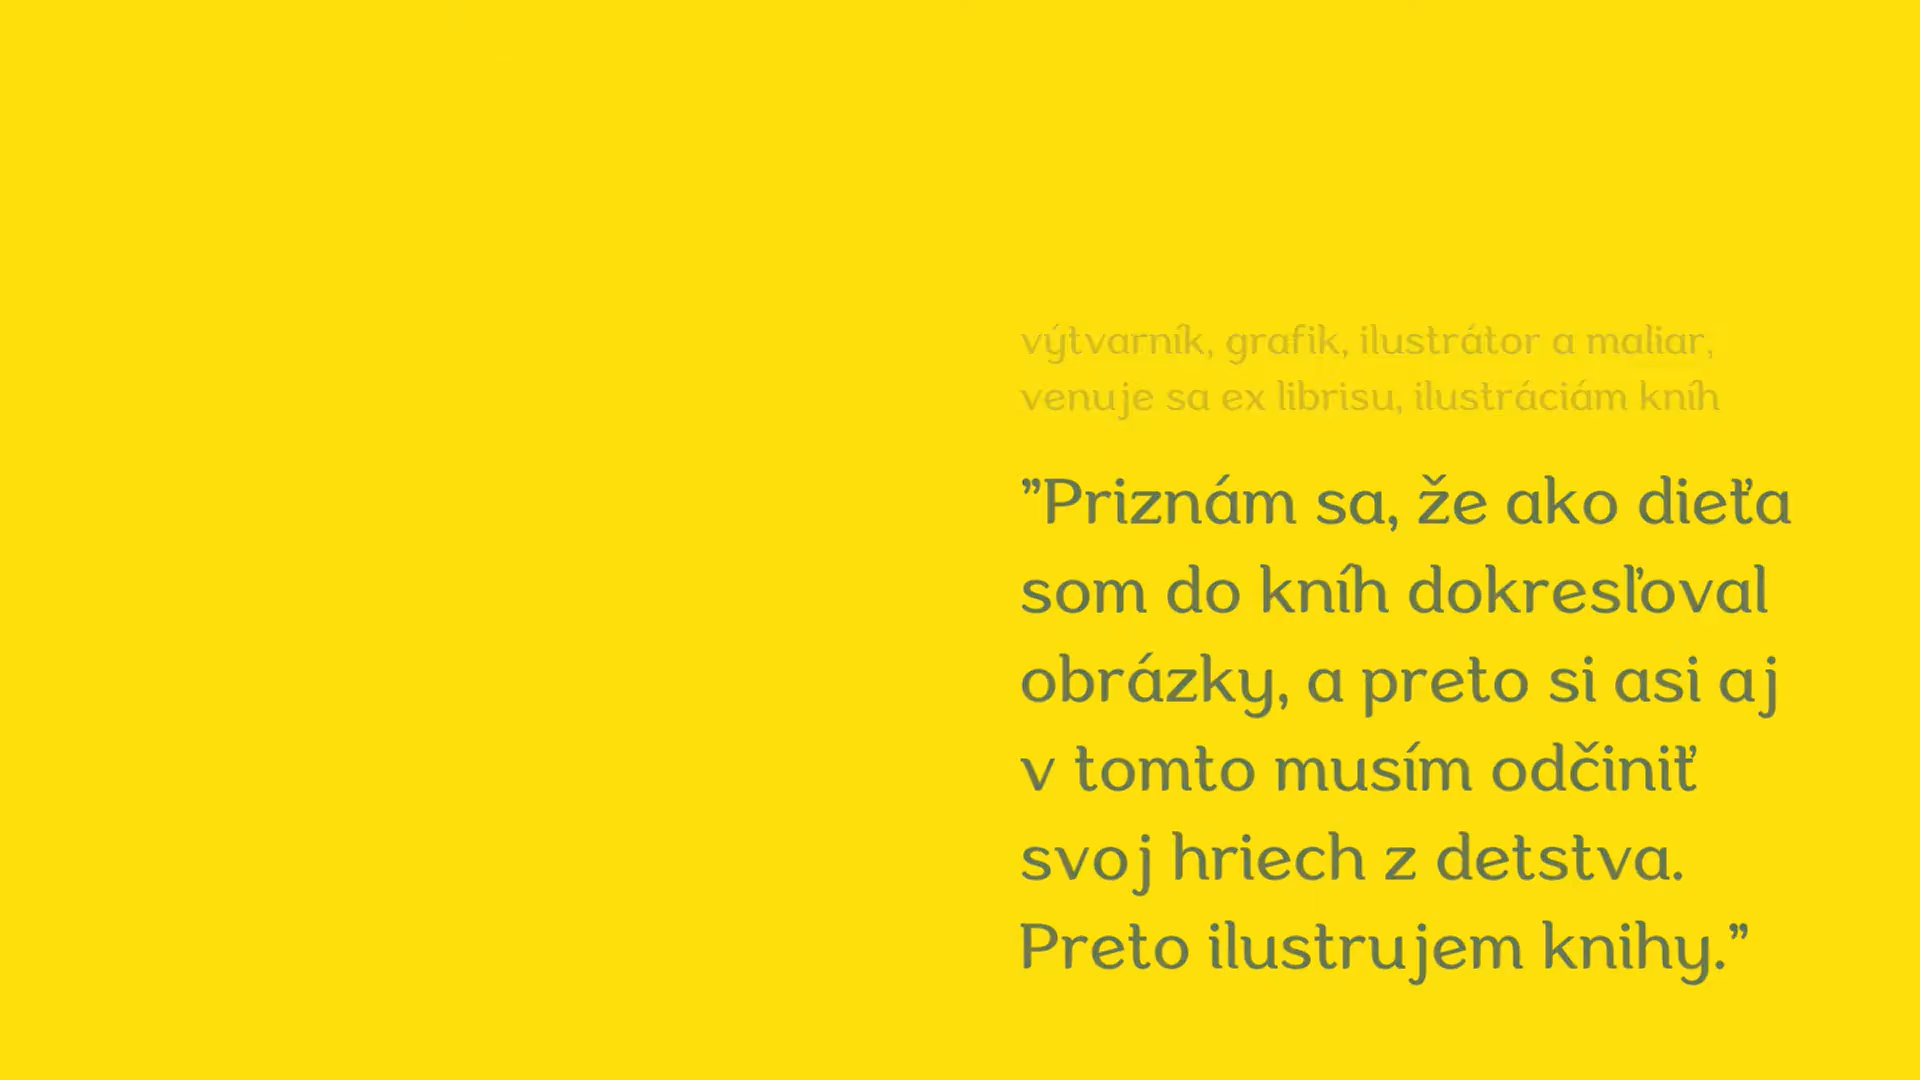 výtvarník, grafik, ilustrátor a maliar,
venuje sa ex librisu, ilustráciám kníh
”Priznám sa, že ako dieťa
som do kníh dokresľoval
obrázky, a preto si asi aj
v tomto musím odčiniť
svoj hriech z detstva.
Preto ilustrujem knihy.”